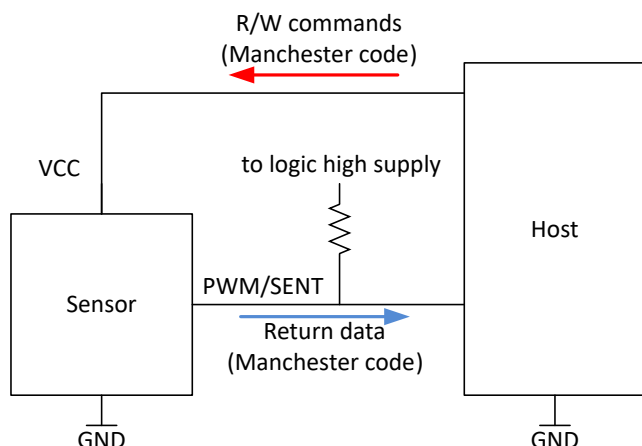 R/W commands
(Manchester code)
VCC
to logic high supply
Host
PWM/SENT
Sensor
Return data
(Manchester code)
GND
GND